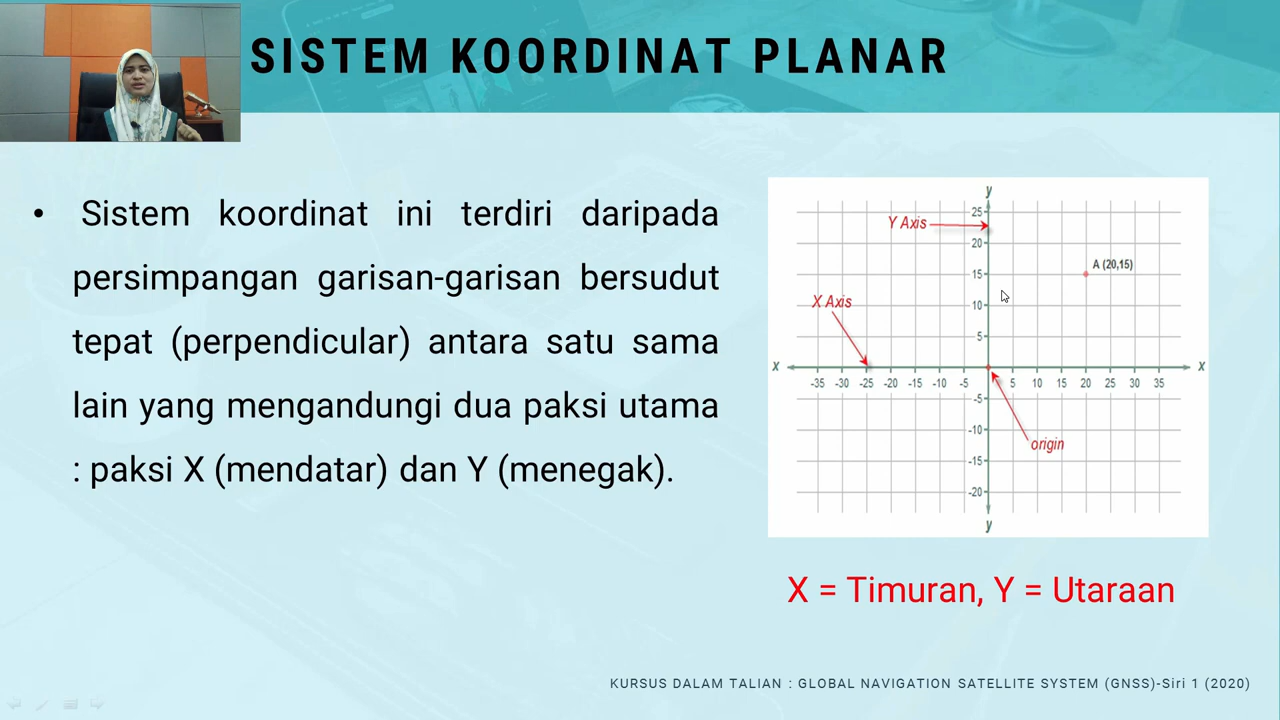 SISTEM KOORDINAT PLANAR
• Sistem koordinat ini terdiri daripada
persimpangan garisan-garisan bersudut
tepat (perpendicular) antara satu sama
lain yang mengandungi dua paksi utama
: paksi X (mendatar) dan Y (menegak).
y
25
Y Axis
20
A (20,15)
15
X Axis
10
5
x
x
-35 -30 -25 -20 -15 -10 -5 5 10 15 20 25 30 35
-5
-10
origin
-15
-20
y
X = Timuran, Y = Utaraan
KURSUS DALAM TALIAN : GLOBAL NAVIGATION SATELLITE SYSTEM (GNSS)-Siri 1 (2020)